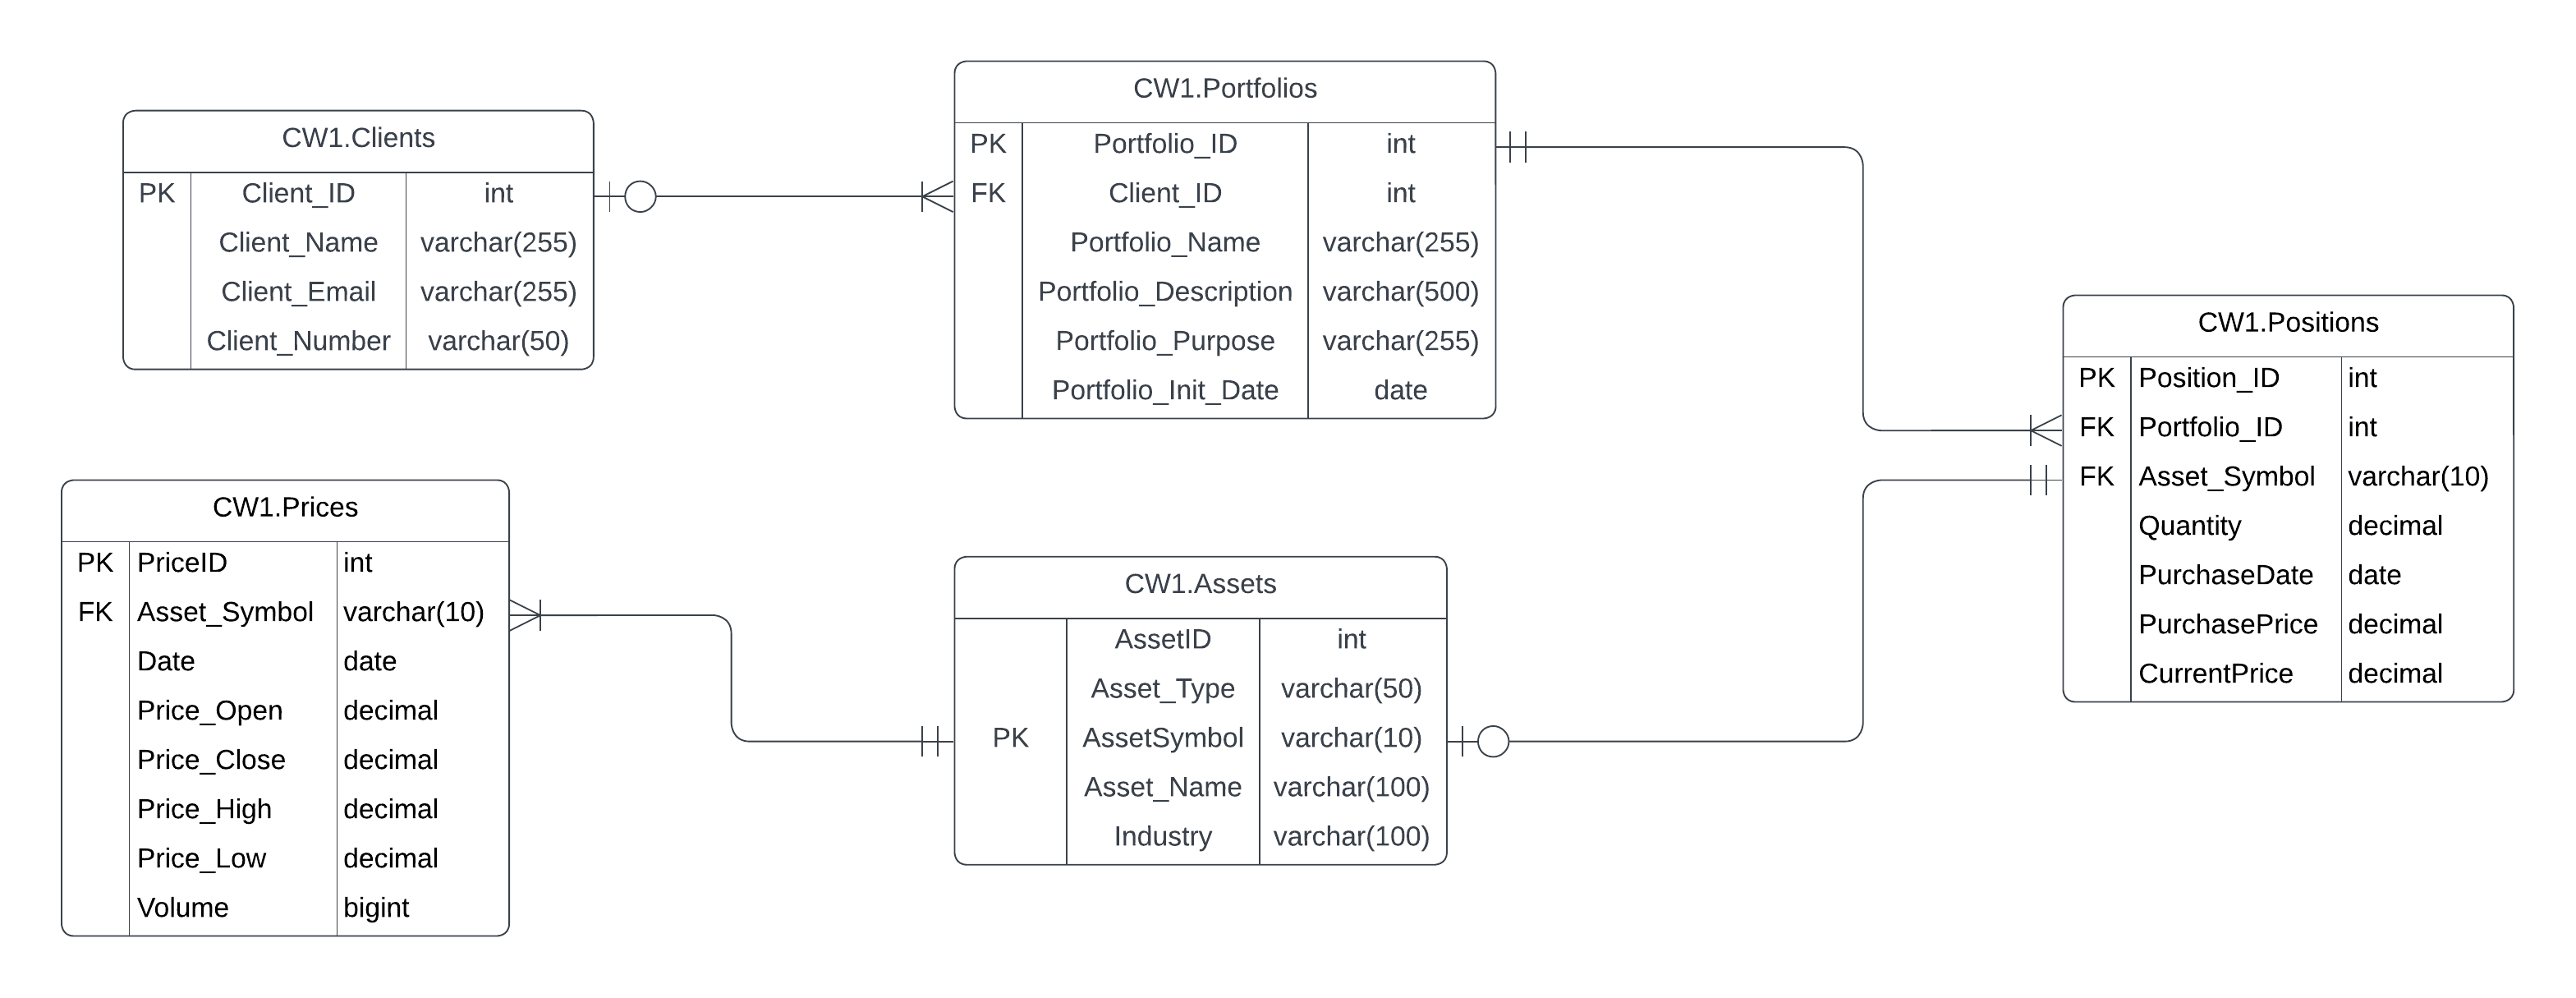 CW1.Clients
PK Client_ID int
Client_Name varchar(255)
Client_Email varchar(255)
Client_Number varchar(50)
CW1.Portfolios
PK Portfolio_ID int
FK Client_ID int
Portfolio_Name varchar(255)
Portfolio_Description varchar(500)
Portfolio_Purpose varchar(255)
Portfolio_Init_Date date
CW1.Positions
PK Position_ID int
FK Portfolio_ID int
FK Asset_Symbol varchar(10)
Quantity decimal
PurchaseDate date
PurchasePrice decimal
CurrentPrice decimal
CW1.Prices
PK PriceID int
FK Asset_Symbol varchar(10)
Date date
Price_Open decimal
Price_Close decimal
Price_High decimal
Price_Low decimal
Volume bigint
CW1.Assets
AssetID int
Asset_Type varchar(50)
PK AssetSymbol varchar(10)
Asset_Name varchar(100)
Industry varchar(100)